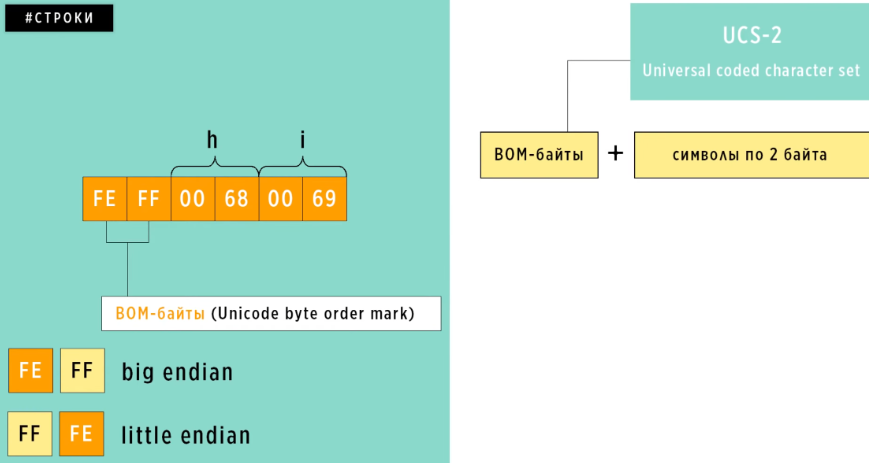 #СТРОКИ
h i
FE FF 00 68 00 69
BOM-байты (Unicode byte order mark)
FE FF big endian
FF FE little endian
UCS-2
Universal coded character set
BOM-байты + символы по 2 байта